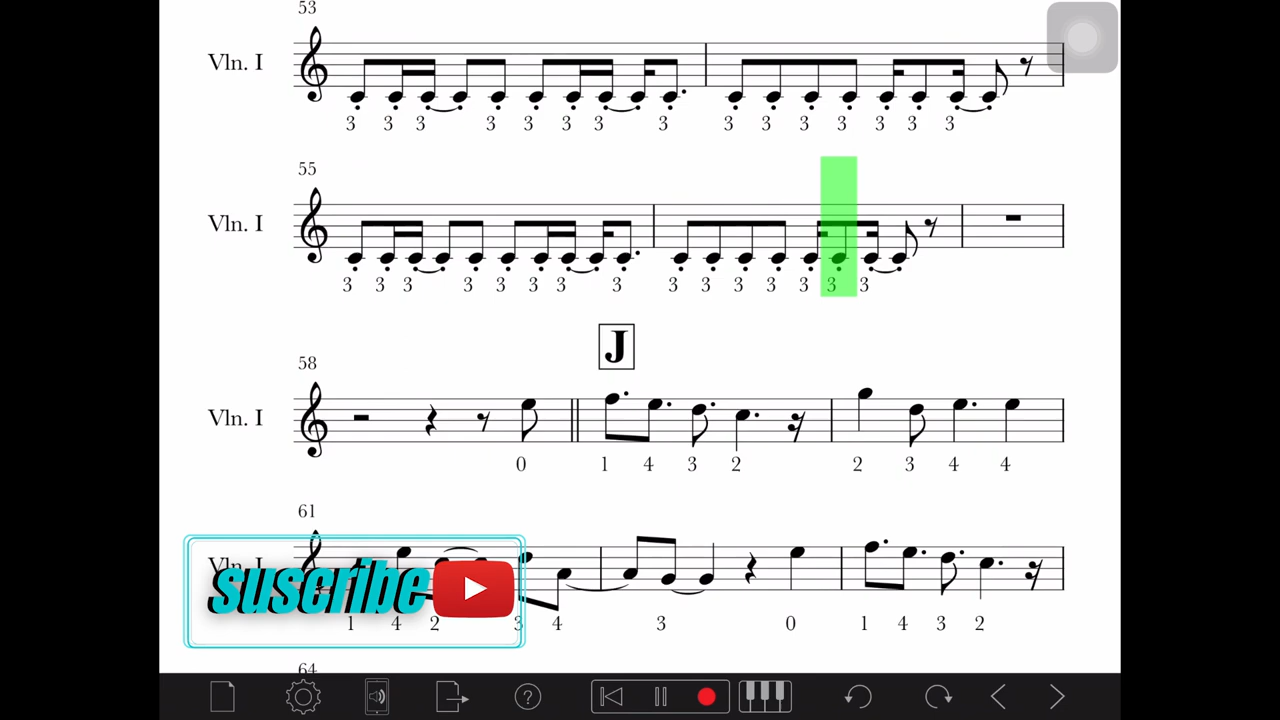 53
Vln. I
3 3 3 3 3 3 3 3 3 3 3 3 3 3 3
55
Vln. I
3 3 3 3 3 3 3 3 3 3 3 3 3 3 3
J
58
Vln. I
0 1 4 3 2 2 3 4 4
61
Vln. I
suscribe
1 4 2 3 4 3 0 1 4 3 2
64
?